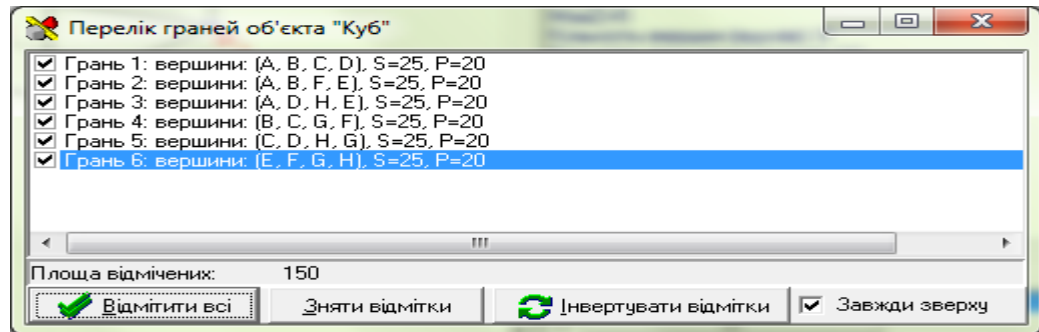 Перелік граней об'єкта "Куб"
Грань 1: вершини: (A, B, C, D), S=25, P=20
Грань 2: вершини: (A, B, F, E), S=25, P=20
Грань 3: вершини: (A, D, H, E), S=25, P=20
Грань 4: вершини: (B, C, G, F), S=25, P=20
Грань 5: вершини: (C, D, H, G), S=25, P=20
Грань 6: вершини: (E, F, G, H), S=25, P=20
Площа відмічених: 150
Відмітити всі Зняти відмітки Інвертувати відмітки Завжди зверху